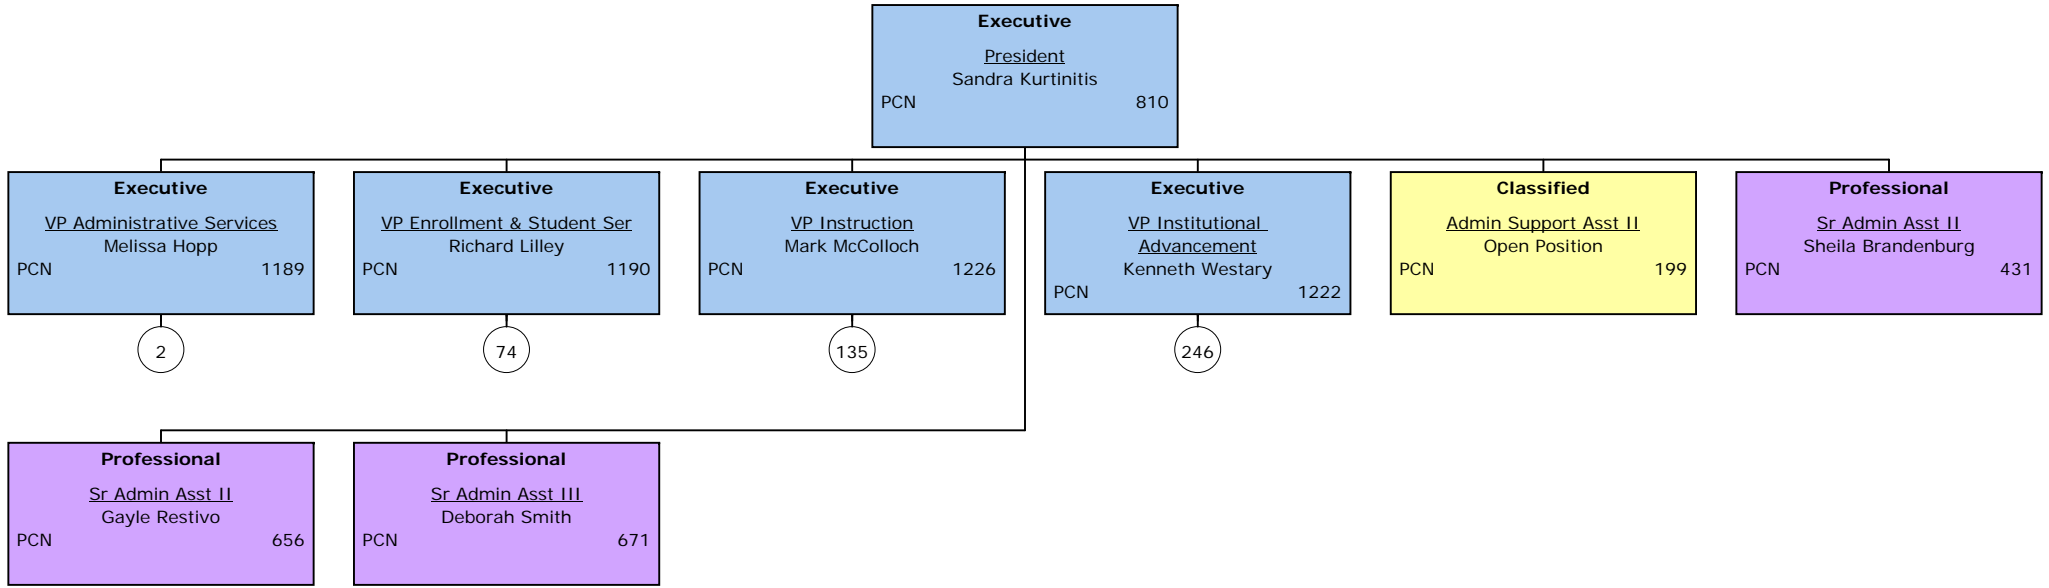 Executive
President
Sandra Kurtinitis
PCN 810
Executive
VP Administrative Services
Melissa Hopp
PCN 1189
2
Executive
VP Enrollment & Student Ser
Richard Lilley
PCN 1190
74
Executive
VP Instruction
Mark McColloch
PCN 1226
135
Executive
VP Institutional
Advancement
Kenneth Westary
PCN 1222
246
Classified
Admin Support Asst II
Open Position
PCN 199
Professional
Sr Admin Asst II
Sheila Brandenburg
PCN 431
Professional
Sr Admin Asst II
Gayle Restivo
PCN 656
Professional
Sr Admin Asst III
Deborah Smith
PCN 671